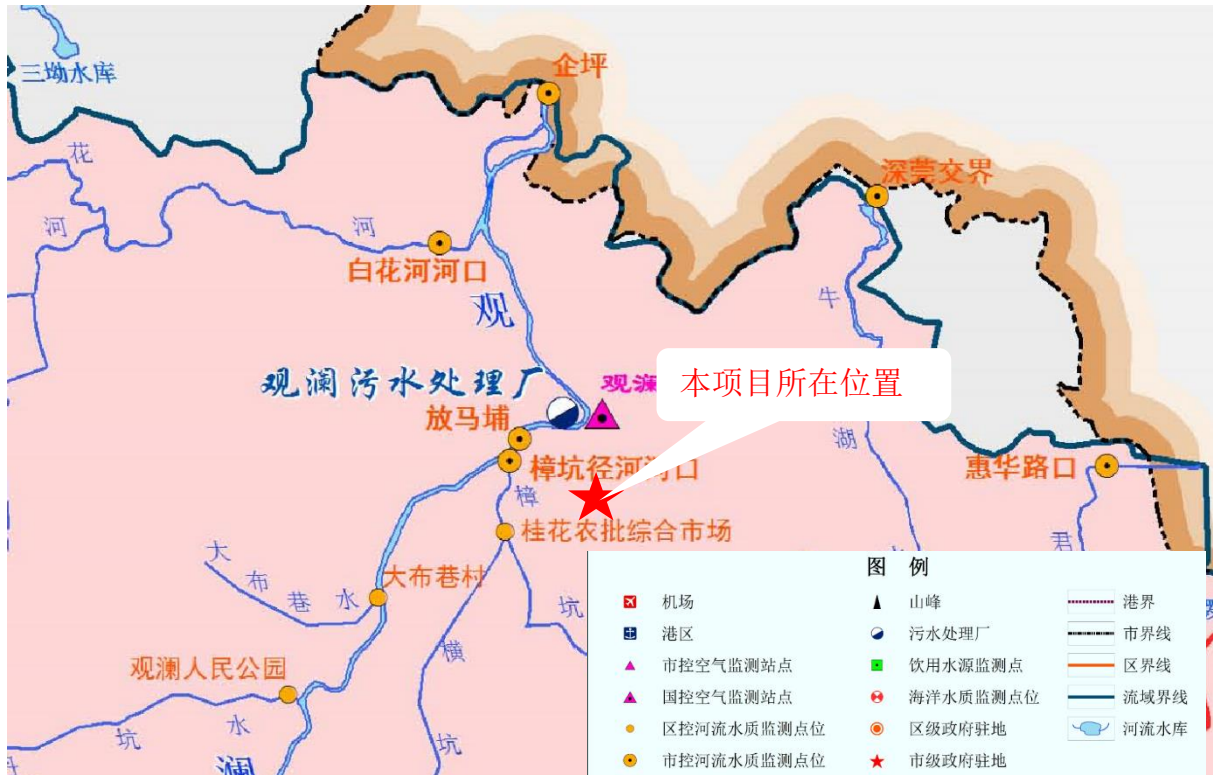 企坪
三坳水库
花
深莞交界
河
河
白花河河口
牛
观
观澜
本项目所在位置
观澜污水处理厂
放马埔
湖
樟坑径河河口
惠华路口
樟
桂花农批综合市场
君
大
布
巷
水
大布巷村
坑
横
坑
观澜人民公园
坑
水
澜
图 例
机场
山峰
港界
港区
污水处理厂
市界线
市控空气监测站点
饮用水源监测点
区界线
国控空气监测站点
海洋水质监测点位
流域界线
区控河流水质监测点位
区级政府驻地
河流水库
市控河流水质监测点位
市级政府驻地